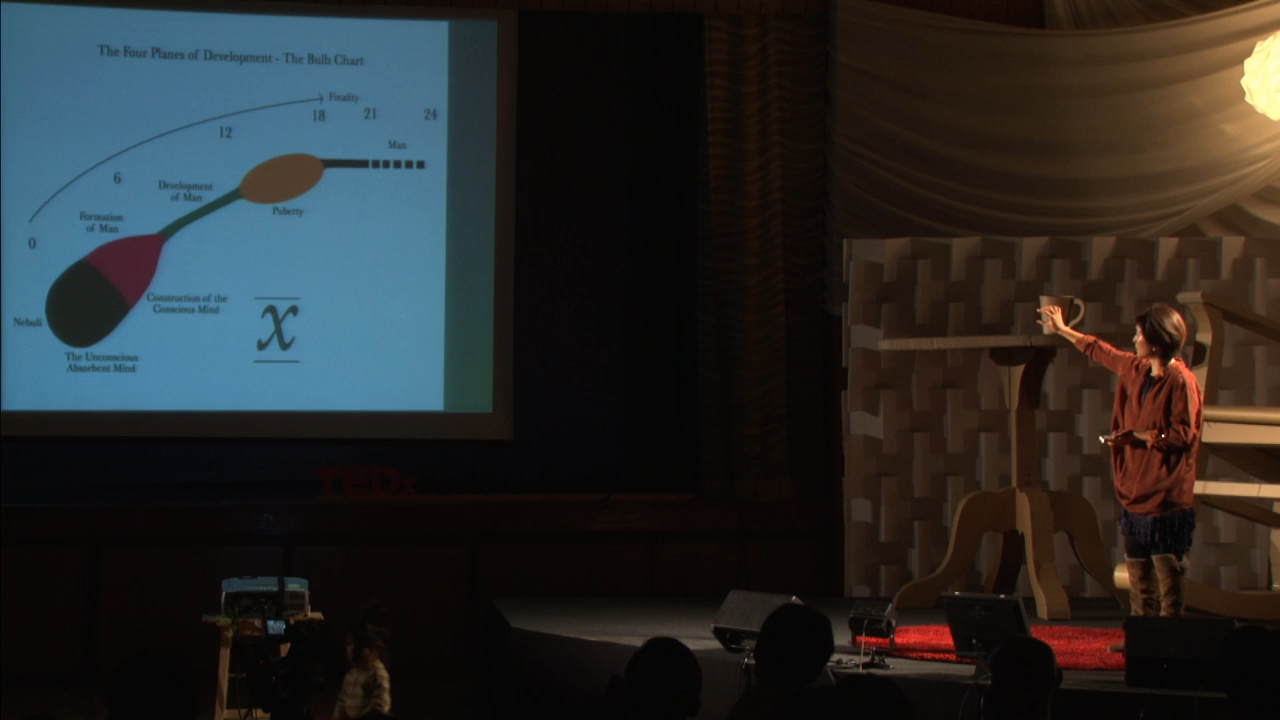 The Four Planes of Development - The Bulb Chart
Finality
0
6
12
18
21
24
Man
Development
of Man
Puberty
Formation
of Man
Construction of the
Conscious Mind
Nebuli
The Unconscious
Absorbent Mind
x
TEDx